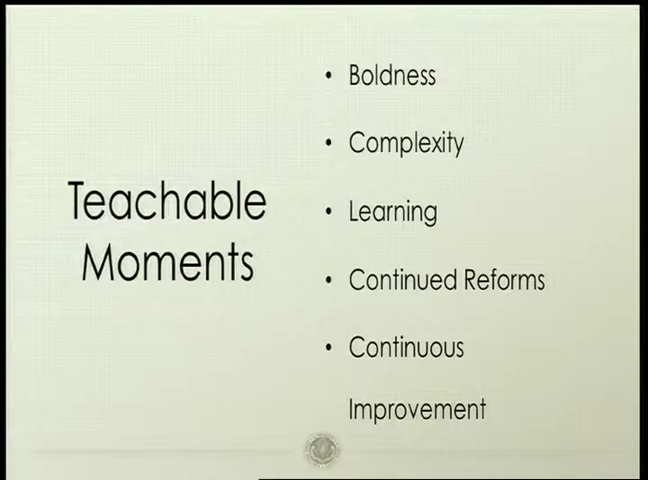 Teachable
Moments
• Boldness
• Complexity
• Learning
• Continued Reforms
• Continuous
Improvement